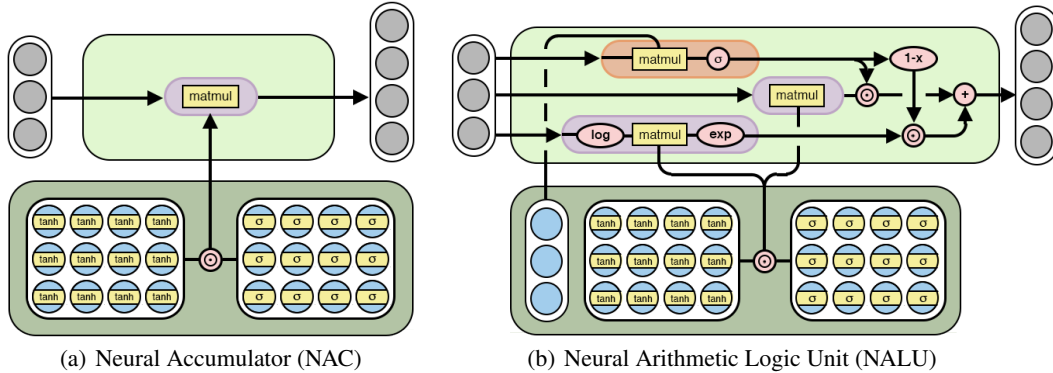 matmul
tanh tanh tanh tanh σ σ σ σ
tanh tanh tanh tanh σ σ σ σ
tanh tanh tanh tanh σ σ σ σ
(a) Neural Accumulator (NAC)
matmul σ 1-x
matmul +
log matmul exp
tanh tanh tanh tanh σ σ σ σ
tanh tanh tanh tanh σ σ σ σ
tanh tanh tanh tanh σ σ σ σ
(b) Neural Arithmetic Logic Unit (NALU)